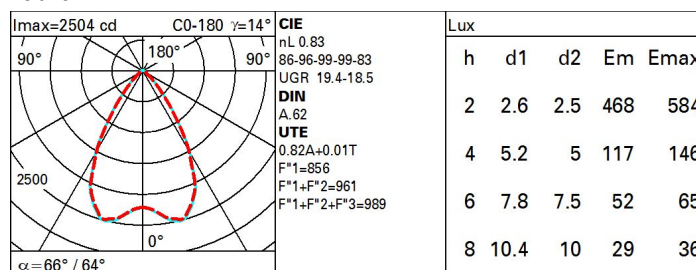 Imax=2504 cd C0-180 γ=14°
90° 180° 90°
2500
0°
α=66° / 64°
CIE
nL 0.83
86-96-99-99-83
UGR 19.4-18.5
DIN
A.62
UTE
0.82A+0.01T
F"1=856
F"1+F"2=961
F"1+F"2+F"3=989
Lux
h d1 d2 Em Emax
2 2.6 2.5 468 584
4 5.2 5 117 146
6 7.8 7.5 52 65
8 10.4 10 29 36